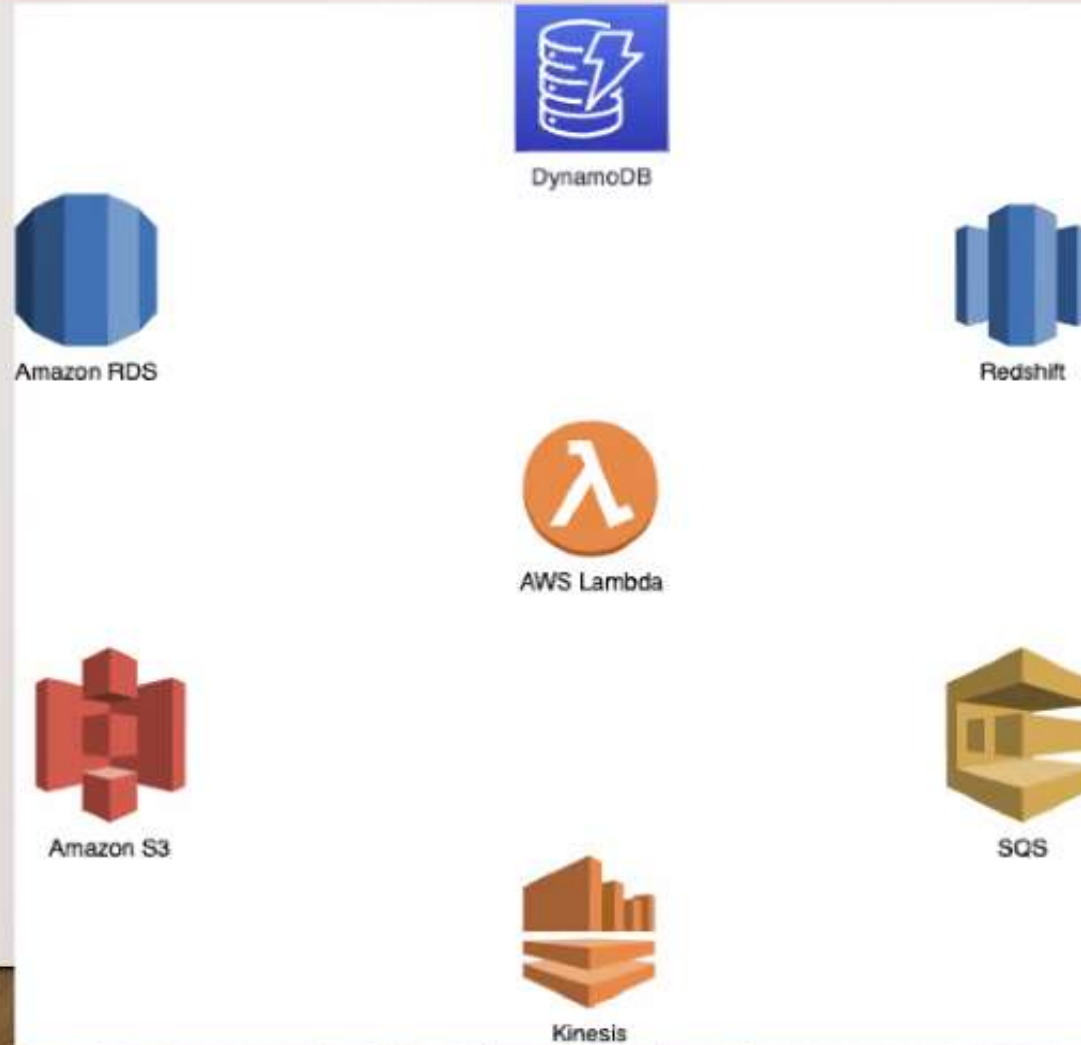 DynamoDB
Amazon RDS
Redshift
AWS Lambda
Amazon S3
SQS
Kinesis